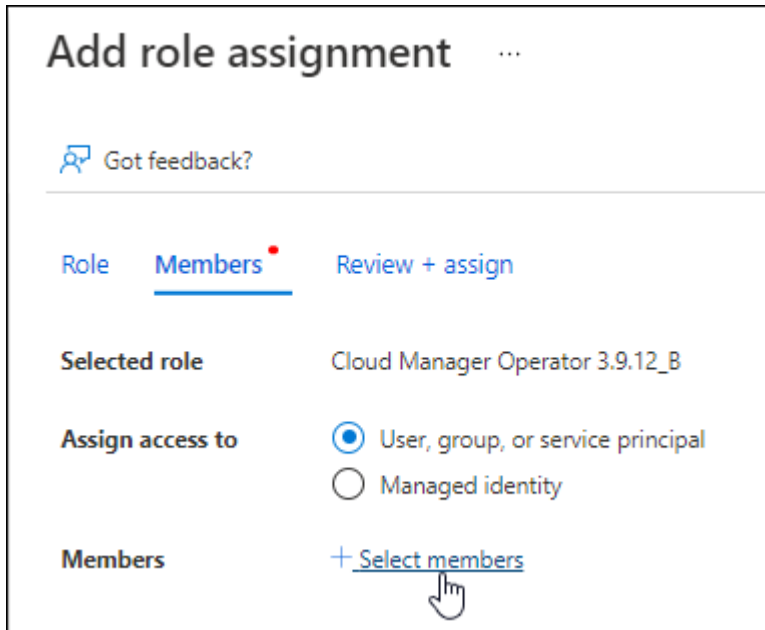 Add role assignment ...
Got feedback?
Role Members Review + assign
Selected role Cloud Manager Operator 3.9.12_B
Assign access to User, group, or service principal
Managed identity
Members + Select members